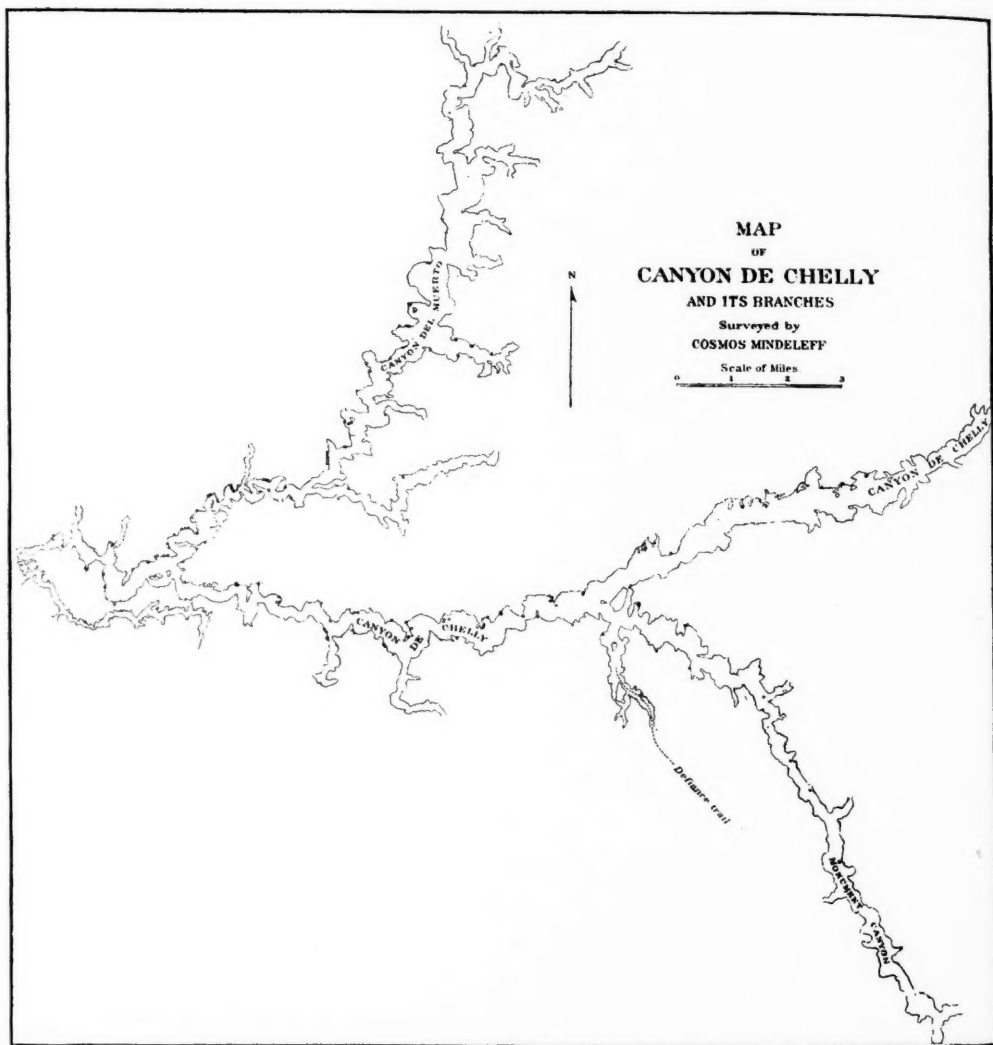 MAP
OF
CANYON DE CHELLY
AND ITS BRANCHES
Surveyed by
COSMOS MINDELEFF
Scale of Miles.
0 1 2 3
N
CANYON DEL MUERTO
CANYON DE CHELLY
CANYON DE CHELLY
Defiance trail
MONUMENT CANYON